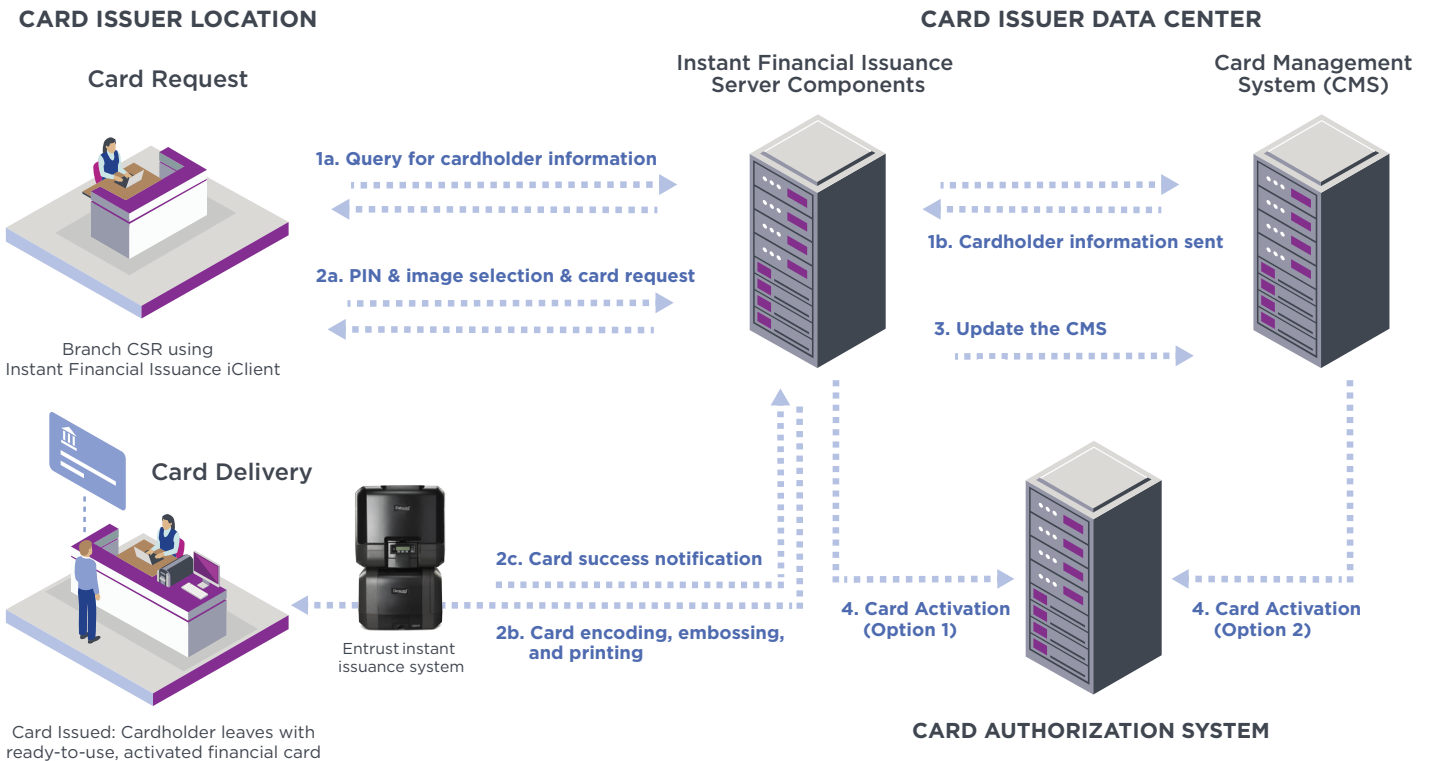 CARD ISSUER LOCATION
CARD ISSUER DATA CENTER
Card Request
Instant Financial Issuance
Server Components
Card Management
System (CMS)
1a. Query for cardholder information
1b. Cardholder information sent
2a. PIN & image selection & card request
3. Update the CMS
Branch CSR using
Instant Financial Issuance iClient
Card Delivery
2c. Card success notification
2b. Card encoding, embossing,
and printing
Entrust instant
issuance system
4. Card Activation
(Option 1)
4. Card Activation
(Option 2)
Card Issued: Cardholder leaves with
ready-to-use, activated financial card
CARD AUTHORIZATION SYSTEM